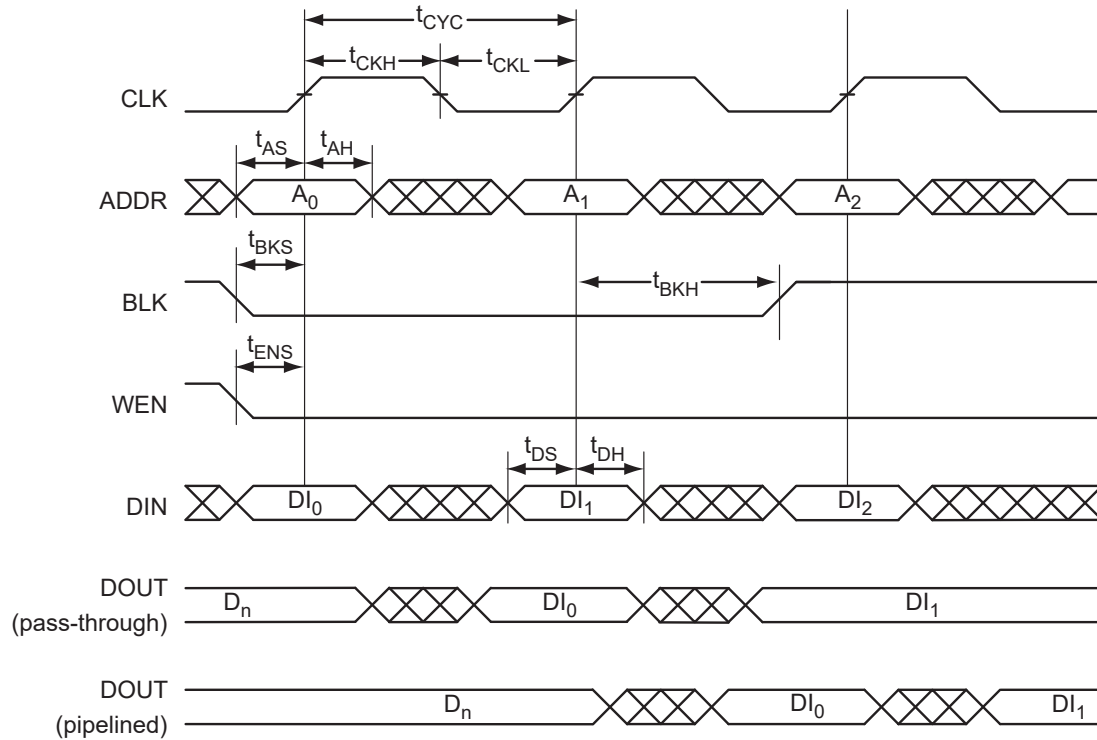 tCYC
tCKH tCKL
CLK
tAS tAH
ADDR A0 A1 A2
tBKS
tBKH
BLK
tENS
WEN
tDS tDH
DIN DI0 DI1 DI2
DOUT
(pass-through)
Dn DI0 DI1
DOUT
(pipelined)
Dn DI0 DI1